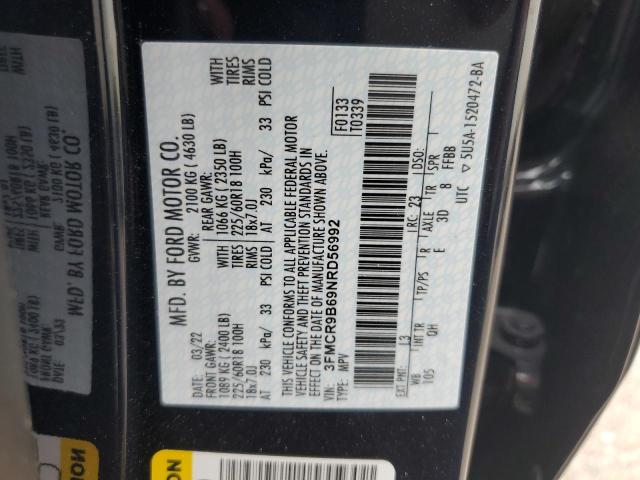 MFD. BY FORD MOTOR CO.
DATE: 03/22
GVWR: 2100 KG ( 4630 LB)
FRONT GAWR:
REAR GAWR:
1089 KG ( 2400 LB)
WITH
1066 KG ( 2350 LB)
WITH
225/60R18 100H
TIRES
225/60R18 100H
TIRES
18x7.0J
RIMS
18x7.0J
RIMS
AT 230 kPa/ 33 PSI COLD
AT 230 kPa/ 33 PSI COLD
THIS VEHICLE CONFORMS TO ALL APPLICABLE FEDERAL MOTOR
VEHICLE SAFETY AND THEFT PREVENTION STANDARDS IN
EFFECT ON THE DATE OF MANUFACTURE SHOWN ABOVE.
VIN: 3FMCR9B69NRD56992
TYPE: MPV
F0133
T0339
EXT PNT: L3
RC: 23
DSO:
WB
INT TR
TP/PS
R
AXLE
TR
SPR
105
OH
E
3D
8
FFBB
UTC
5U5A-1520472-BA